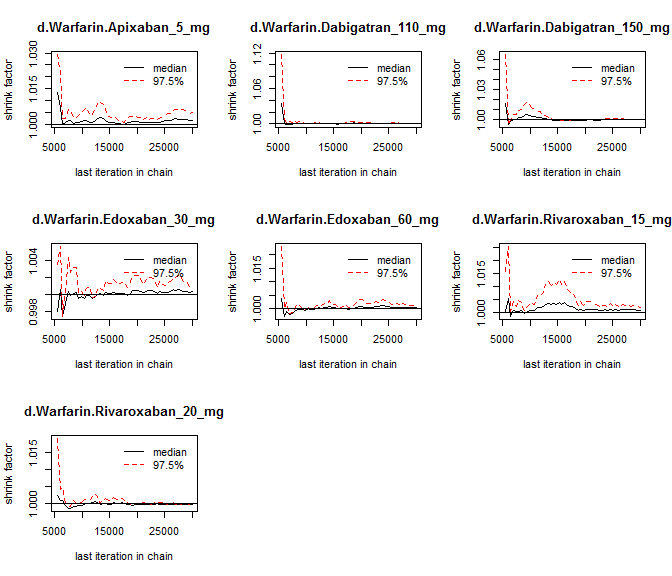 d.Warfarin.Apixaban_5_mg
shrink factor
1.000 1.015 1.030
median
97.5%
5000 15000 25000
last iteration in chain
d.Warfarin.Dabigatran_110_mg
shrink factor
1.00 1.06 1.12
median
97.5%
5000 15000 25000
last iteration in chain
d.Warfarin.Dabigatran_150_mg
shrink factor
1.00 1.03 1.06
median
97.5%
5000 15000 25000
last iteration in chain
d.Warfarin.Edoxaban_30_mg
shrink factor
0.998 1.004
median
97.5%
5000 15000 25000
last iteration in chain
d.Warfarin.Edoxaban_60_mg
shrink factor
1.000 1.015
median
97.5%
5000 15000 25000
last iteration in chain
d.Warfarin.Rivaroxaban_15_mg
shrink factor
1.000 1.015
median
97.5%
5000 15000 25000
last iteration in chain
d.Warfarin.Rivaroxaban_20_mg
shrink factor
1.000 1.015
median
97.5%
5000 15000 25000
last iteration in chain